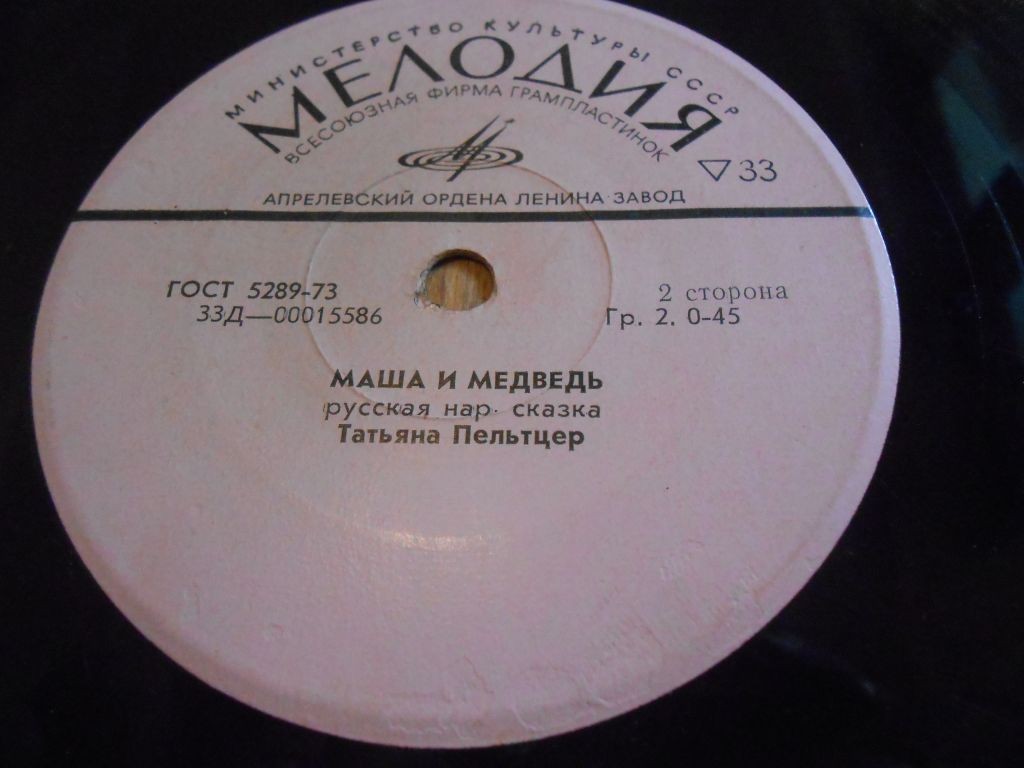 МИНИСТЕРСТВО КУЛЬТУРЫ СССР
МЕЛОДИЯ
ВСЕСОЮЗНАЯ ФИРМА ГРАМПЛАСТИНОК
33
АПРЕЛЕВСКИЙ ОРДЕНА ЛЕНИНА ЗАВОД
ГОСТ 5289-73
33Д—00015586
2 сторона
Гр. 2. 0-45
МАША И МЕДВЕДЬ
русская нар. сказка
Татьяна Пельтцер